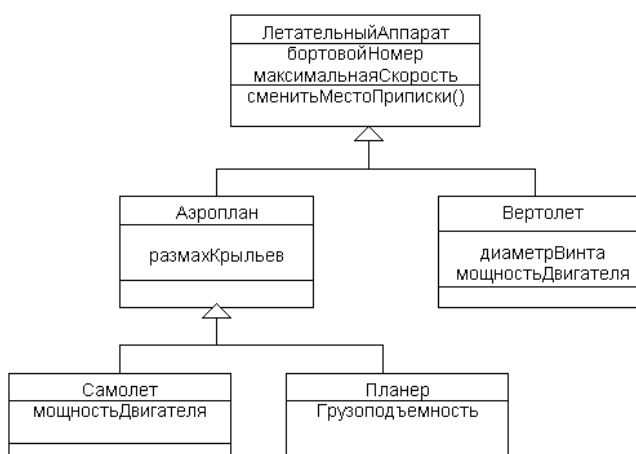 ЛетательныйАппарат
бортовойНомер
максимальнаяСкорость
сменитьМестоПриписки()
Аэроплан
размахКрыльев
Вертолет
диаметрВинта
мощностьДвигателя
Самолет
мощностьДвигателя
Планер
Грузоподъемность